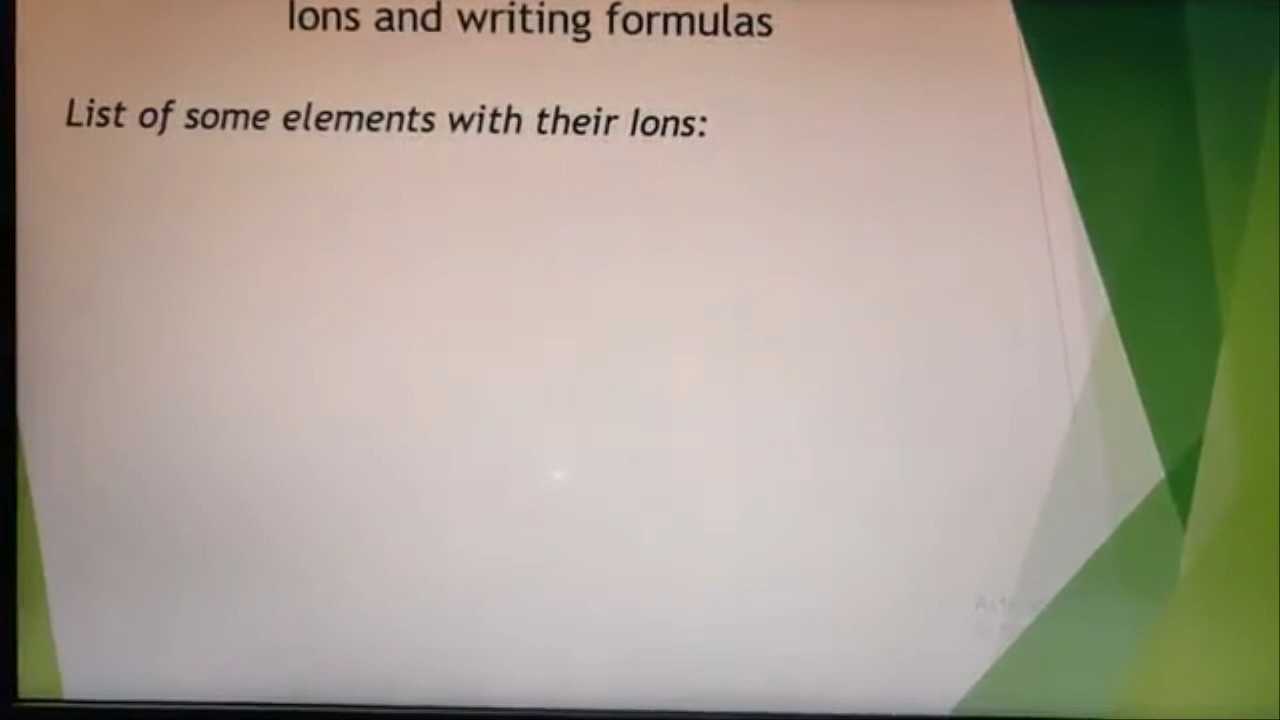 Ions and writing formulas
List of some elements with their Ions: